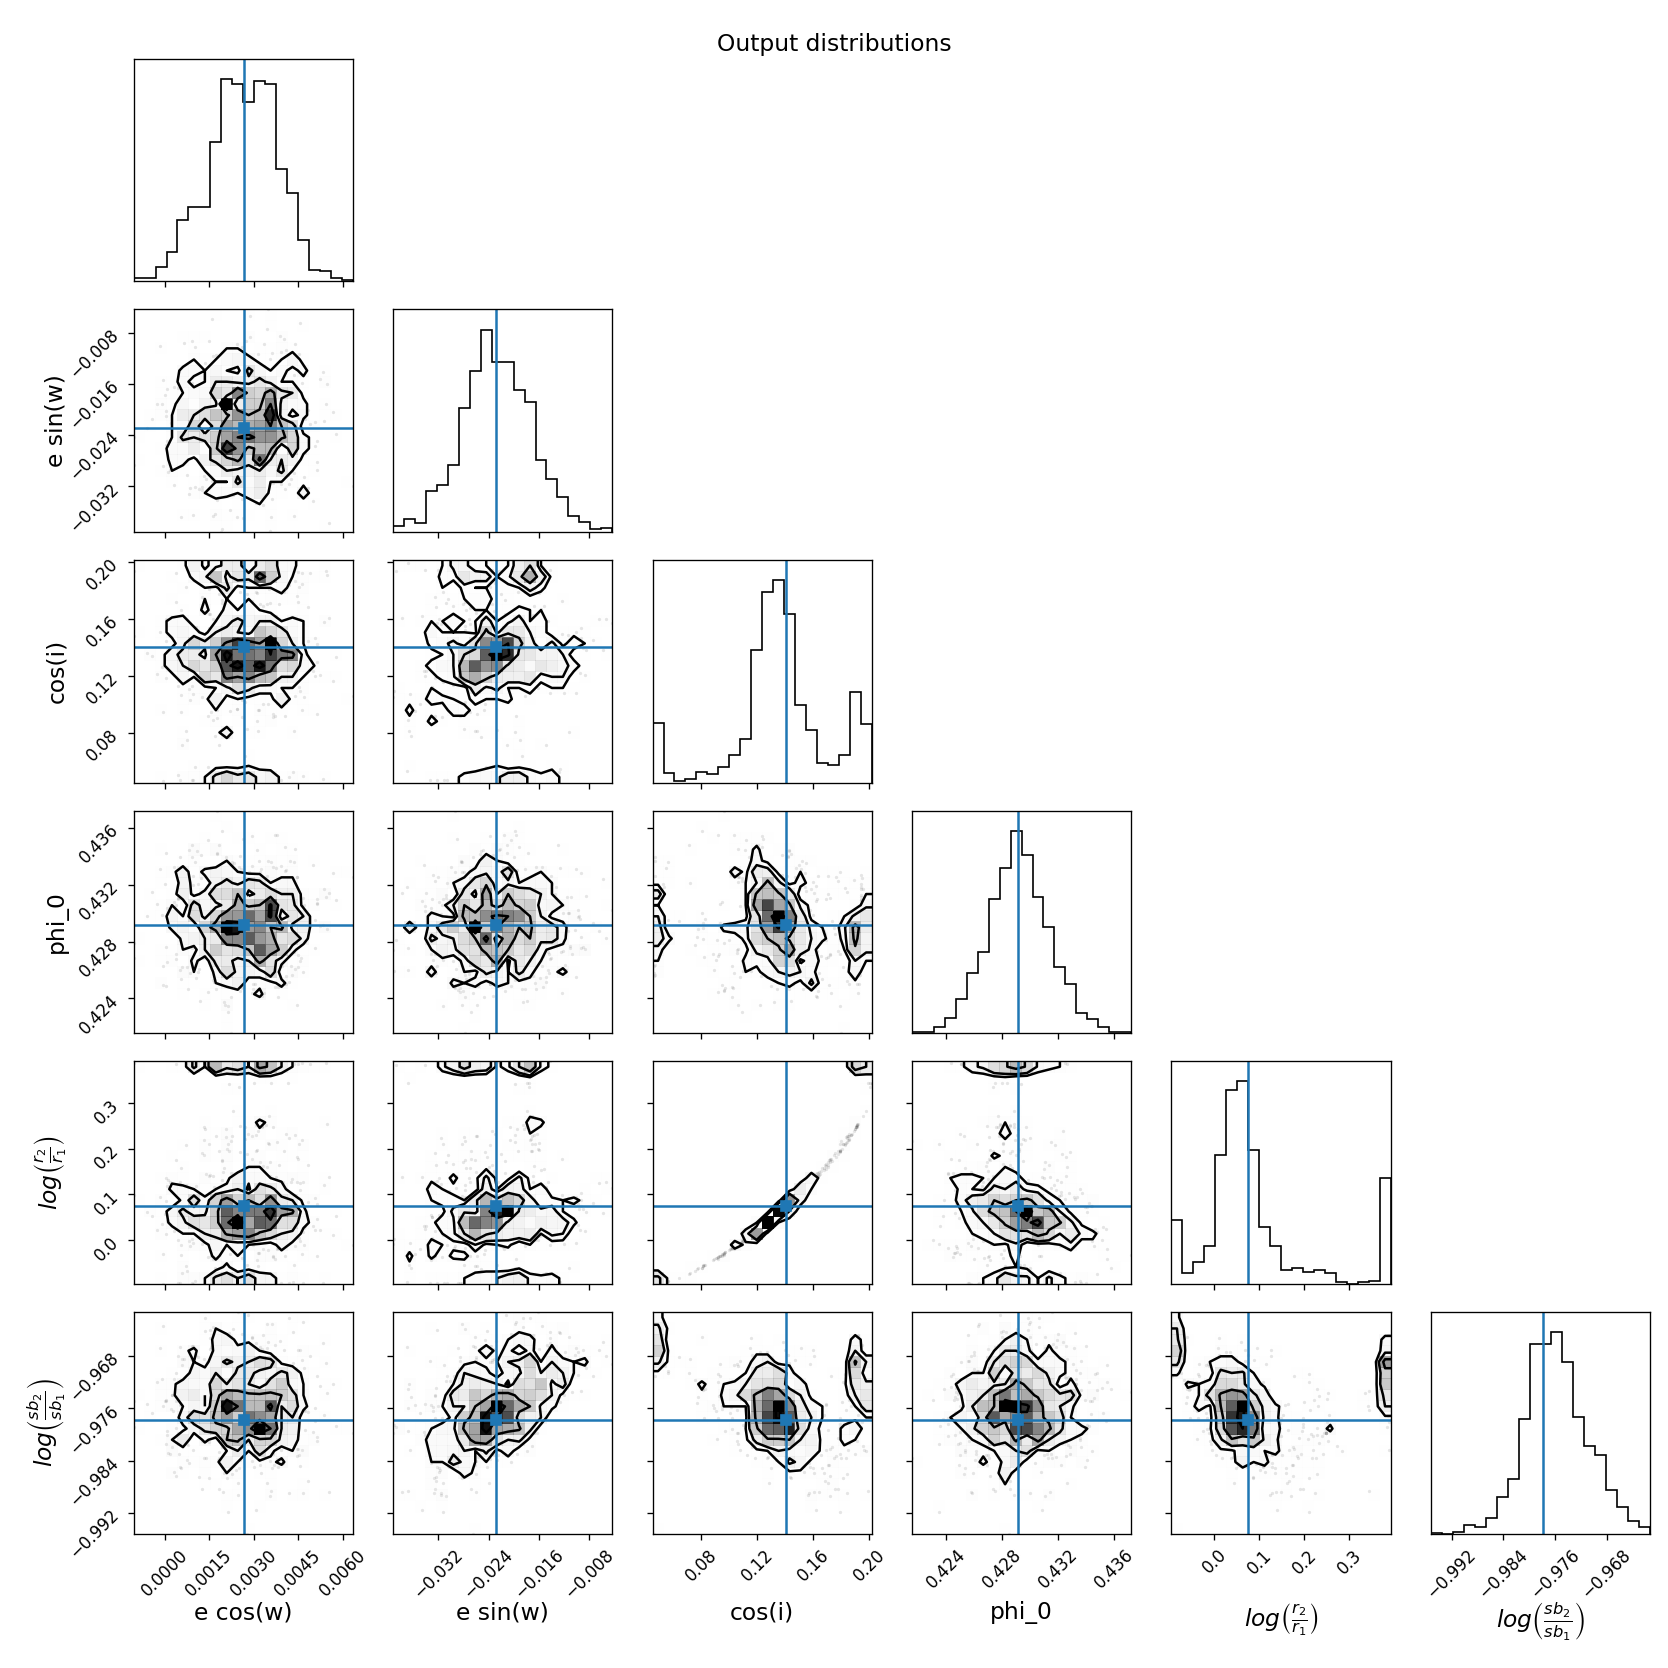 Output distributions
e sin(w)
−0.008
−0.016
−0.024
−0.032
cos(i)
0.20
0.16
0.12
0.08
phi_0
0.436
0.432
0.428
0.424
log(r₂/r₁)
0.3
0.2
0.1
0.0
log(sb₂/sb₁)
−0.968
−0.976
−0.984
−0.992
0.0000 0.0015 0.0030 0.0045 0.0060
−0.032 −0.024 −0.016 −0.008
0.08 0.12 0.16 0.20
0.424 0.428 0.432 0.436
0.0 0.1 0.2 0.3
−0.992 −0.984 −0.976 −0.968
e cos(w) e sin(w) cos(i) phi_0 log(r₂/r₁) log(sb₂/sb₁)